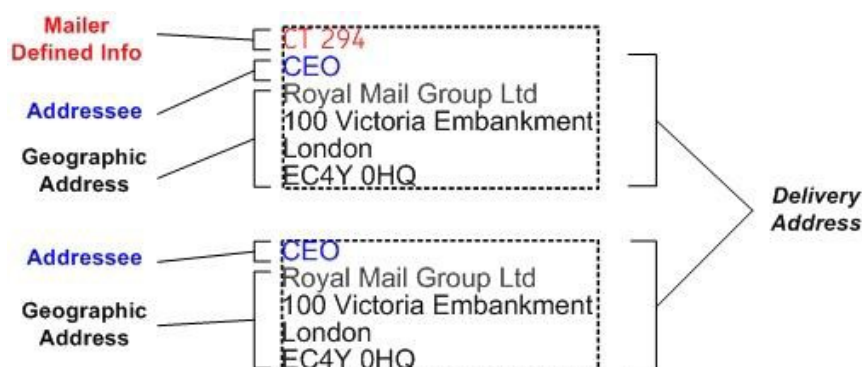 Mailer
Defined Info
CT 294
CEO
Addressee
Royal Mail Group Ltd
100 Victoria Embankment
London
EC4Y 0HQ
Geographic
Address
Delivery
Address
Addressee
CEO
Royal Mail Group Ltd
100 Victoria Embankment
London
EC4Y 0HQ
Geographic
Address